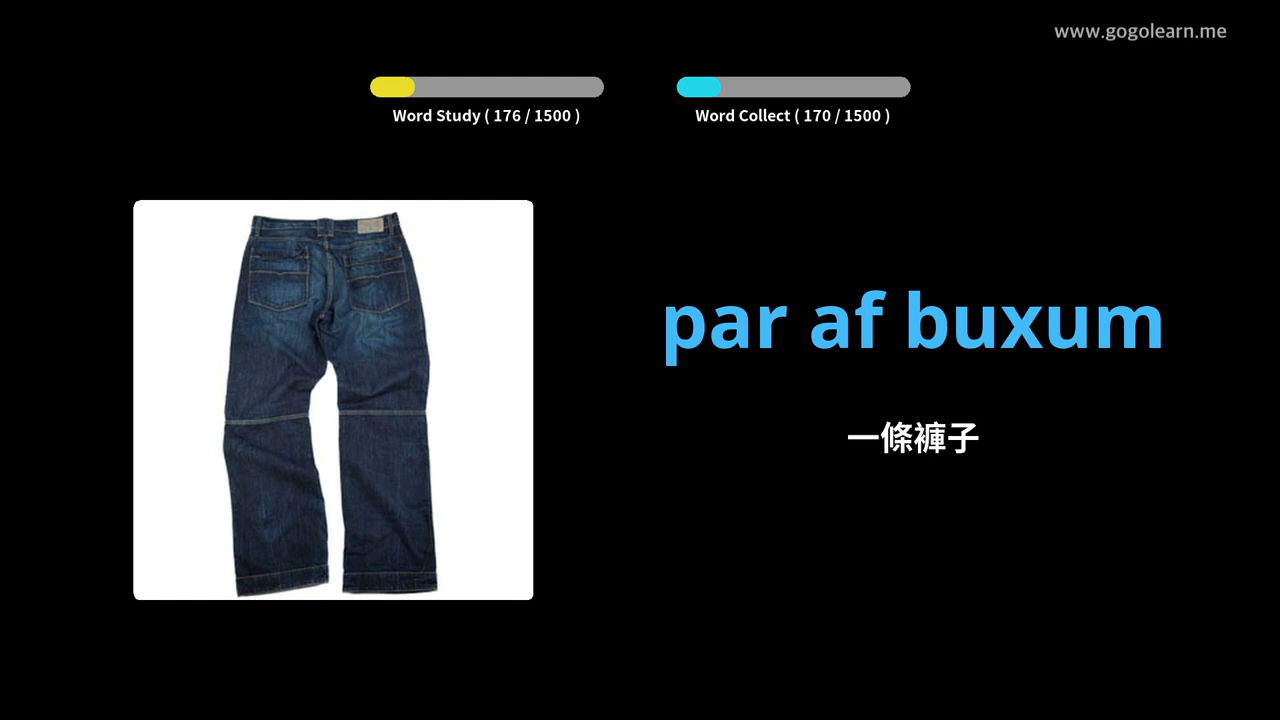 www.gogolearn.me
Word Study ( 176 / 1500 )
Word Collect ( 170 / 1500 )
par af buxum
一條褲子